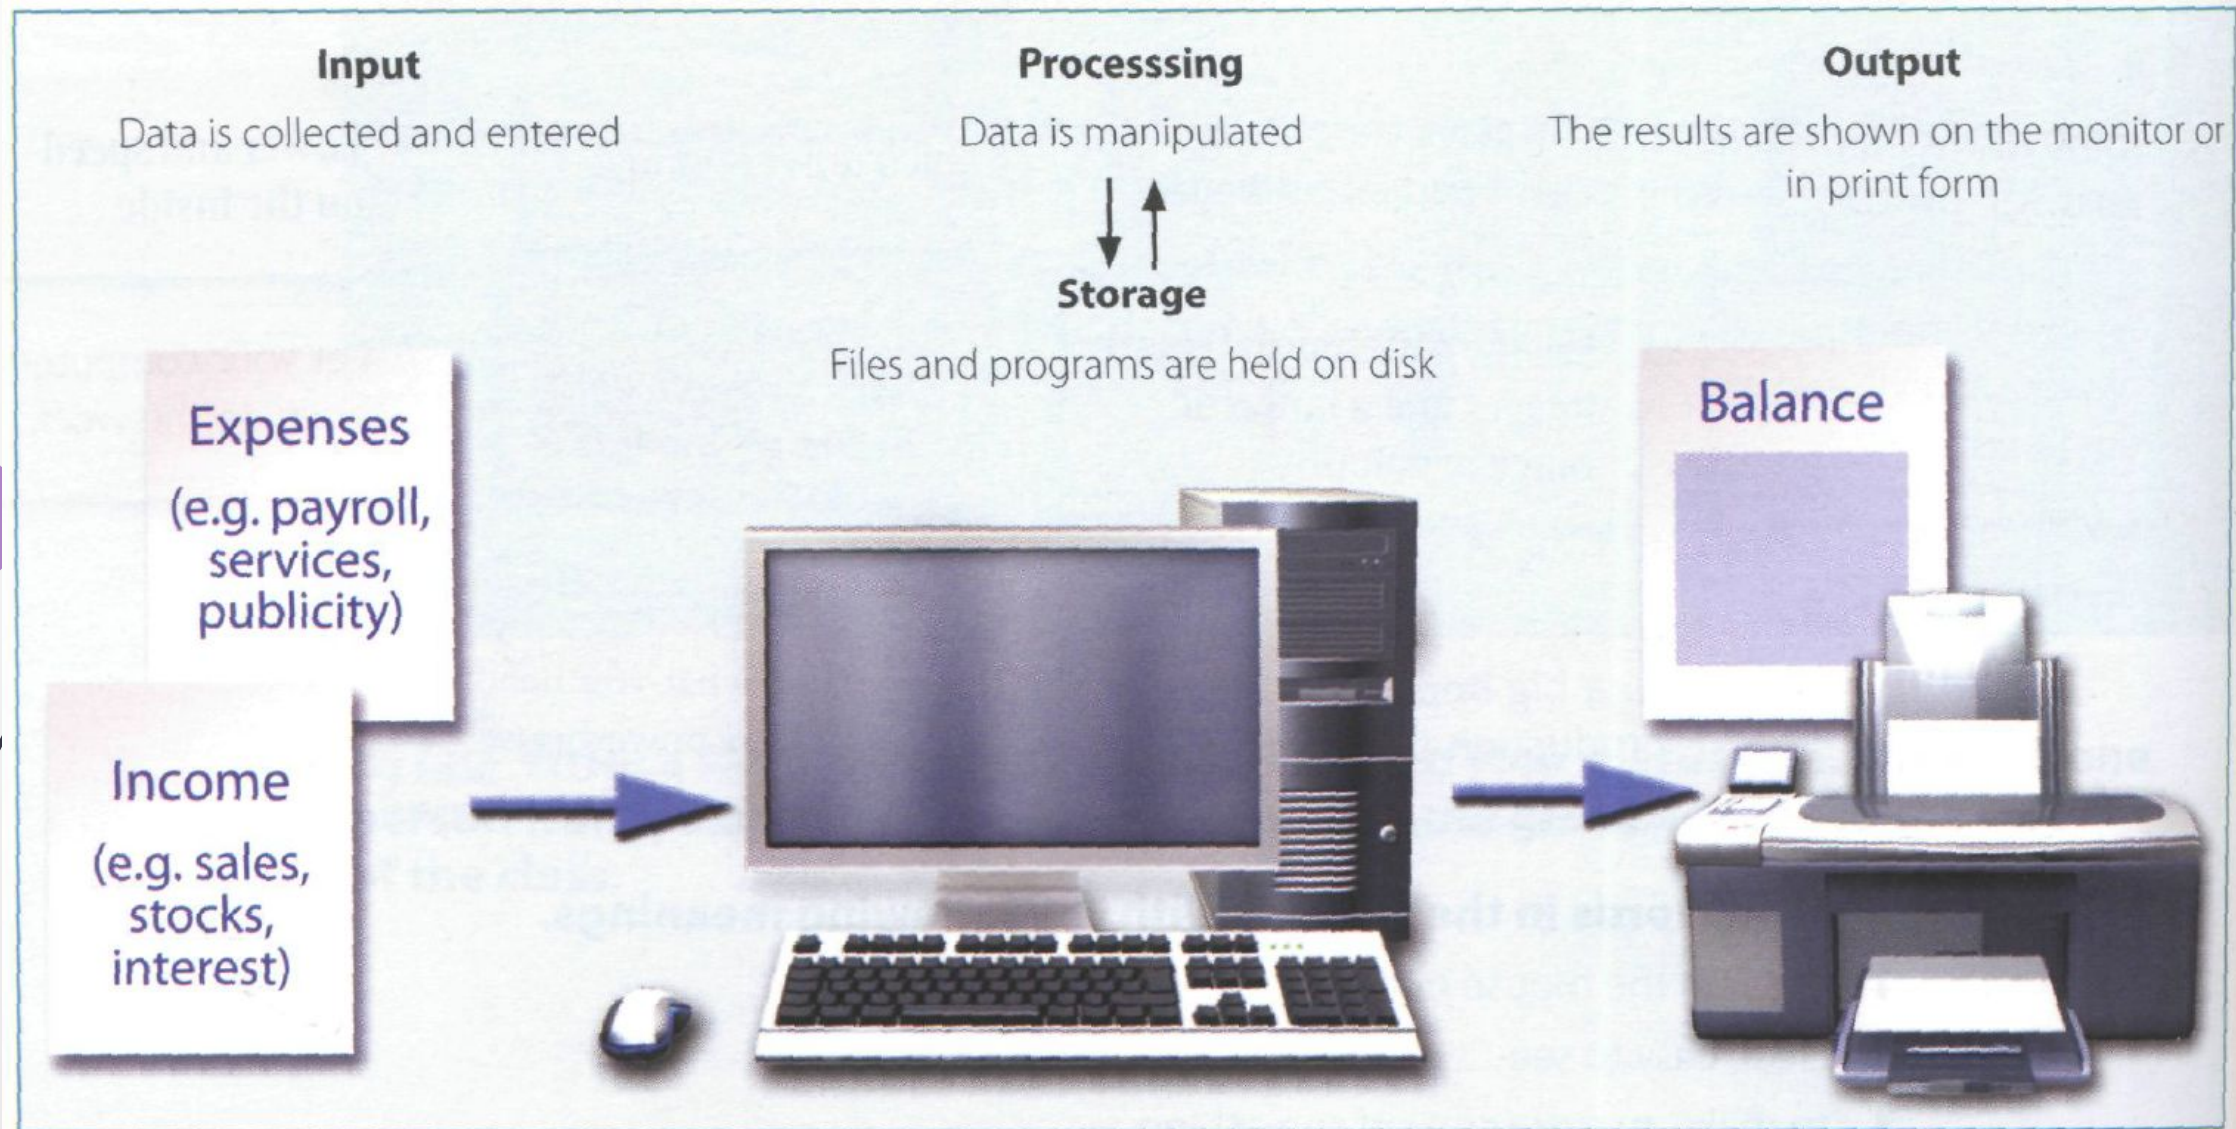 Input
Data is collected and entered
Processsing
Data is manipulated
Storage
Files and programs are held on disk
Output
The results are shown on the monitor or
in print form
Expenses
(e.g. payroll,
services,
publicity)
Income
(e.g. sales,
stocks,
interest)
Balance